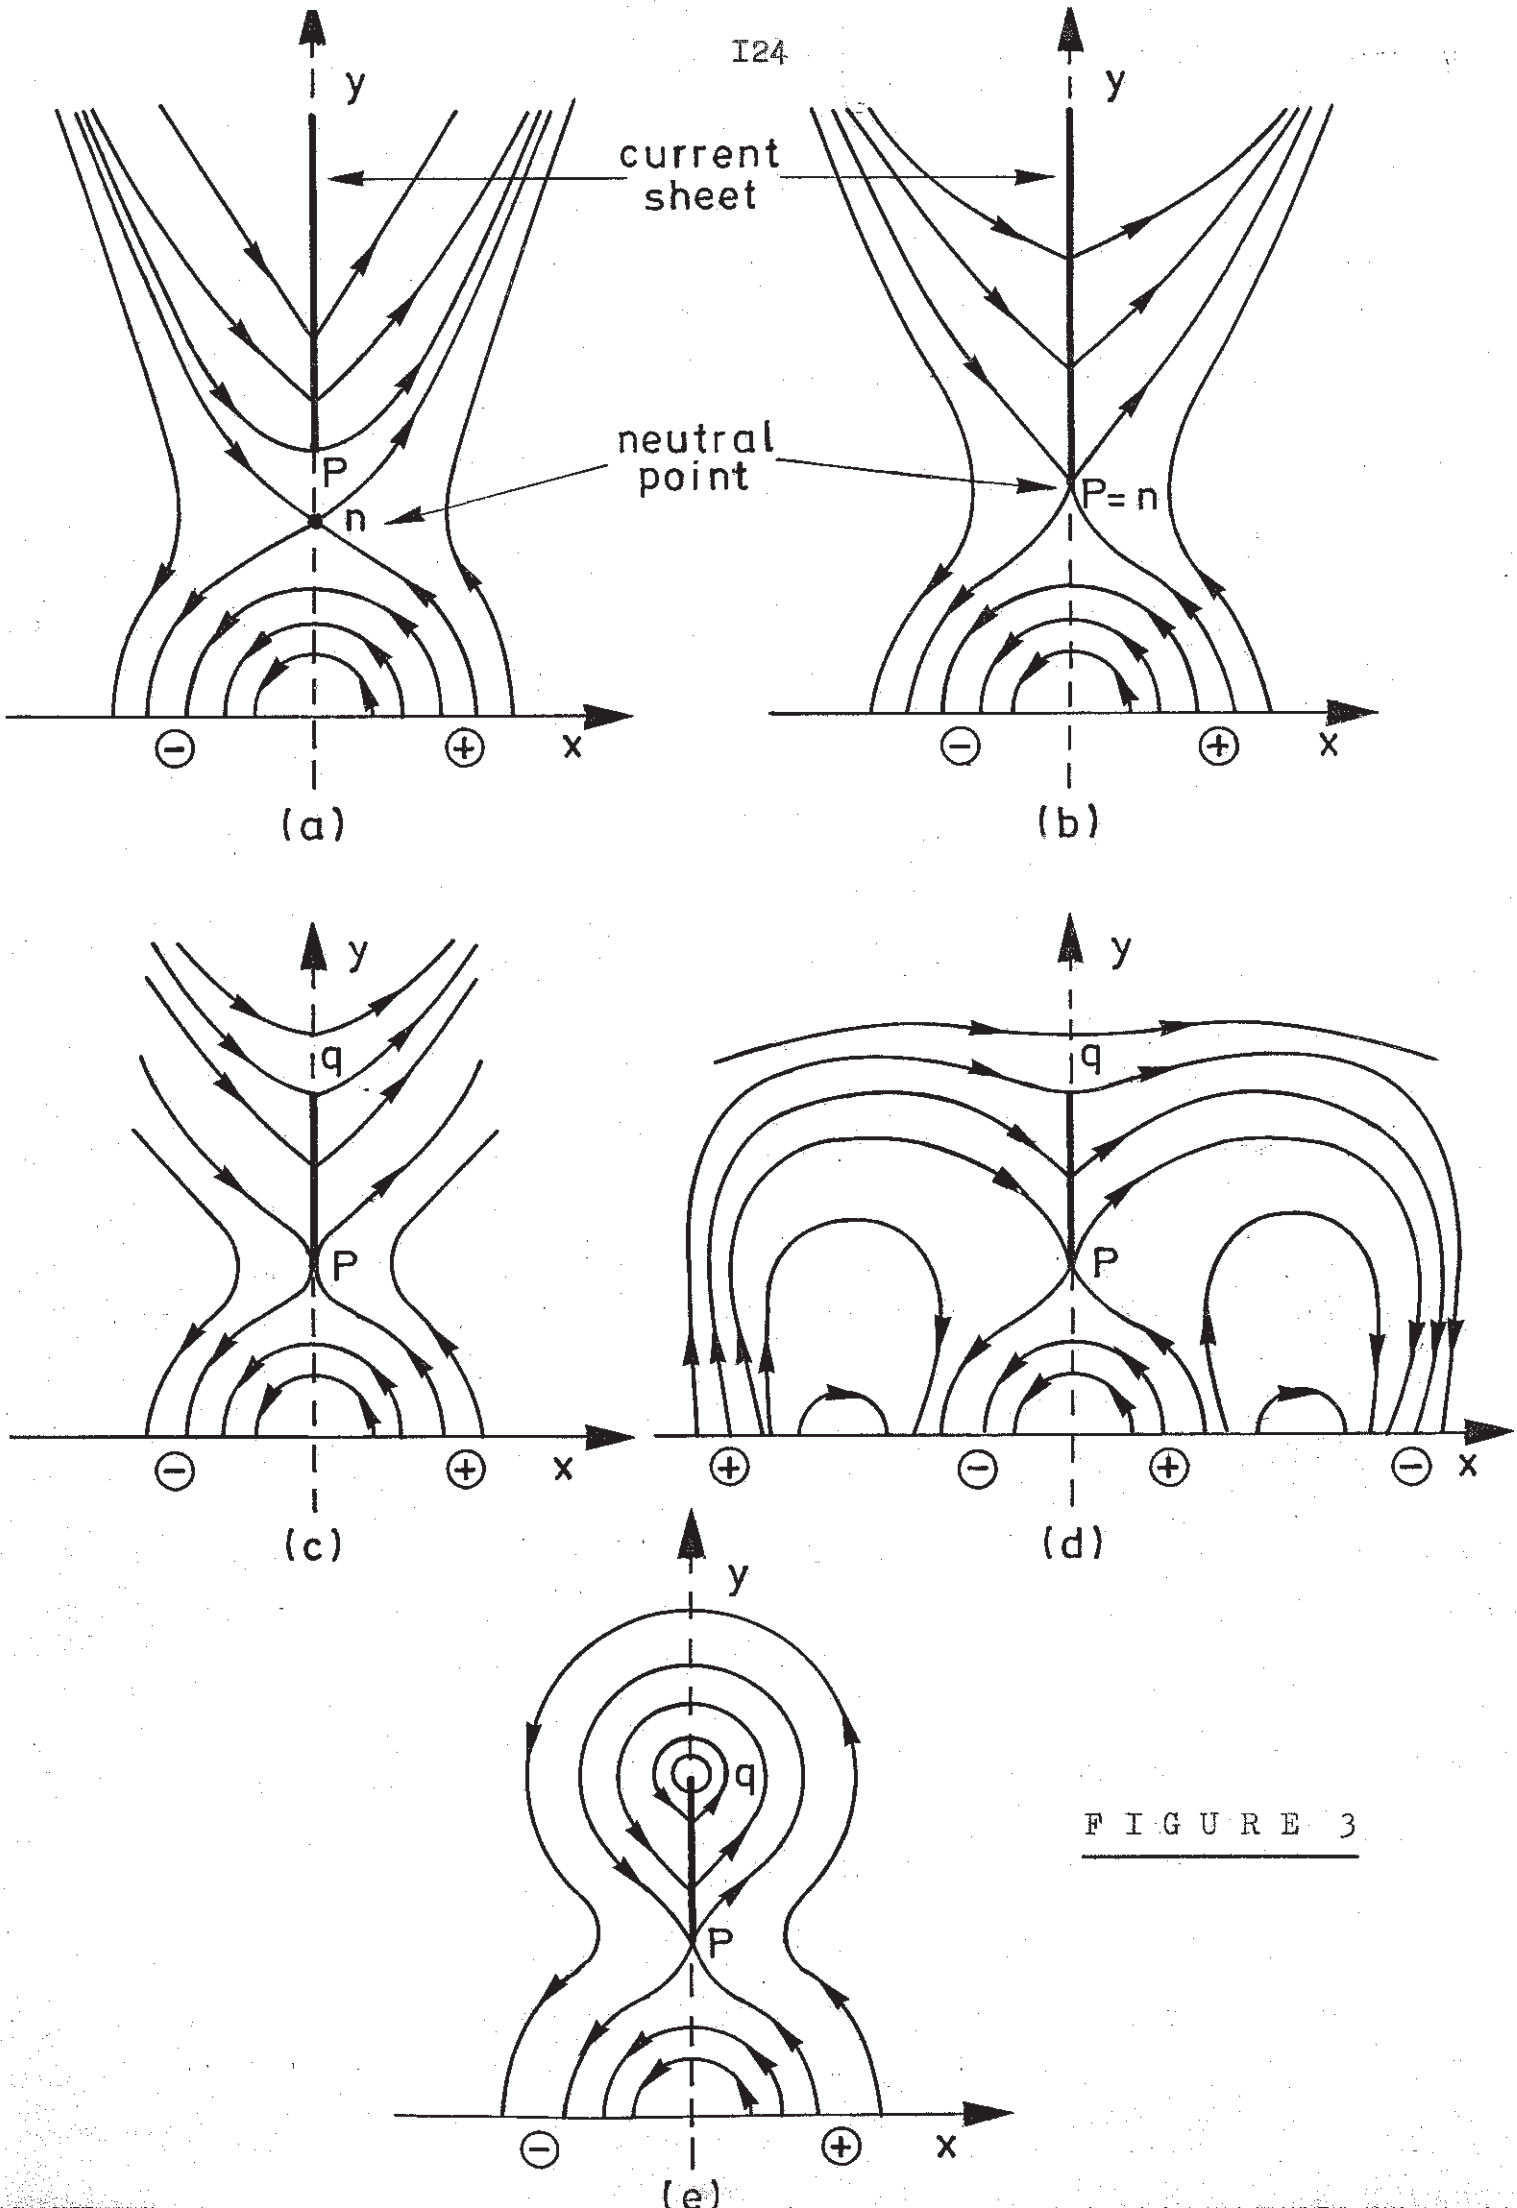 I24
y
y
current
sheet
neutral
point
P
n
P = n
− + x
− + x
(a)
(b)
y
y
q
q
P
P
− + x
+ − + − x
(c)
(d)
y
q
FIGURE 3
P
− + x
(e)